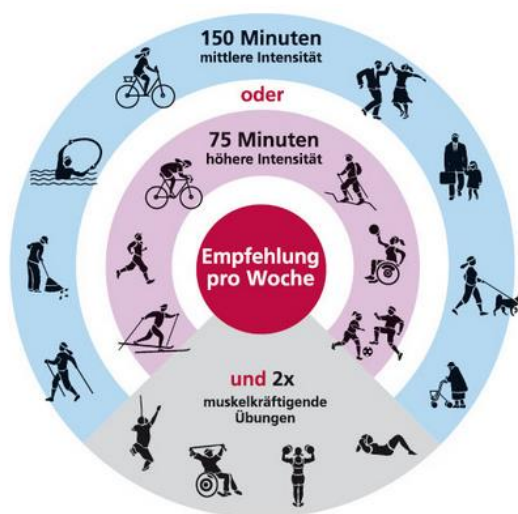 150 Minuten
mittlere Intensität
oder
75 Minuten
höhere Intensität
Empfehlung
pro Woche
und 2x
muskelkräftigende
Übungen